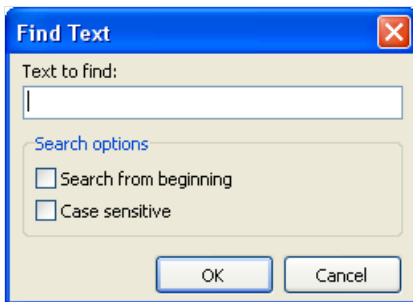 Find Text
Text to find:
Search options
Search from beginning
Case sensitive
OK Cancel